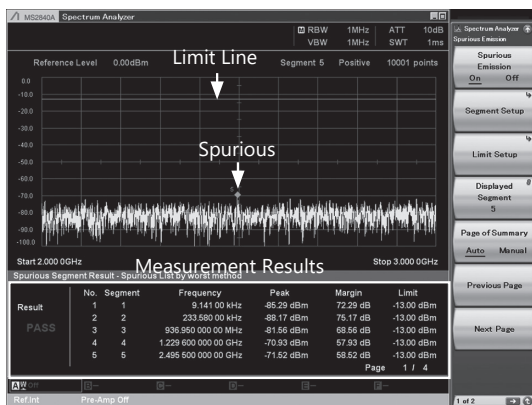 MS2840A Spectrum Analyzer
RBW 1MHz ATT 10dB
VBW 1MHz SWT 1ms
Reference Level 0.00dBm Segment 5 Positive 10001 points
Limit Line
0.0
-10.0
-20.0
-30.0
-40.0
-50.0
-60.0
-70.0
-80.0
-90.0
-100.0
Spurious
5
Start 2.000 0GHz Stop 3.000 0GHz
Measurement Results
Spurious Segment Result - Spurious List by worst method
No. Segment Frequency Peak Margin Limit
Result 1 1 9.141 00 kHz -85.29 dBm 72.29 dB -13.00 dBm
PASS 2 2 233.580 00 kHz -88.17 dBm 75.17 dB -13.00 dBm
3 3 936.950 000 00 MHz -81.56 dBm 68.56 dB -13.00 dBm
4 4 1.229 600 000 00 GHz -70.93 dBm 57.93 dB -13.00 dBm
5 5 2.495 500 000 00 GHz -71.52 dBm 58.52 dB -13.00 dBm
Page 1 / 4
Off
Ref.Int Pre-Amp Off
Spectrum Analyzer
Spurious Emission
Spurious
Emission
On Off
Segment Setup
Limit Setup
Displayed
Segment
5
Page of Summary
Auto Manual
Previous Page
Next Page
1 of 2